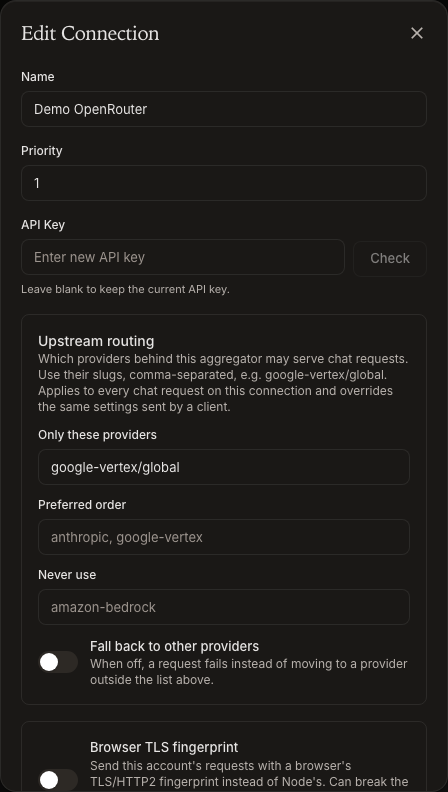 Edit Connection
Name
Demo OpenRouter
Priority
1
API Key
Enter new API key
Check
Leave blank to keep the current API key.
Upstream routing
Which providers behind this aggregator may serve chat requests.
Use their slugs, comma-separated, e.g. google-vertex/global.
Applies to every chat request on this connection and overrides
the same settings sent by a client.
Only these providers
google-vertex/global
Preferred order
anthropic, google-vertex
Never use
amazon-bedrock
Fall back to other providers
When off, a request fails instead of moving to a provider
outside the list above.
Browser TLS fingerprint
Send this account's requests with a browser's
TLS/HTTP2 fingerprint instead of Node's. Can break the